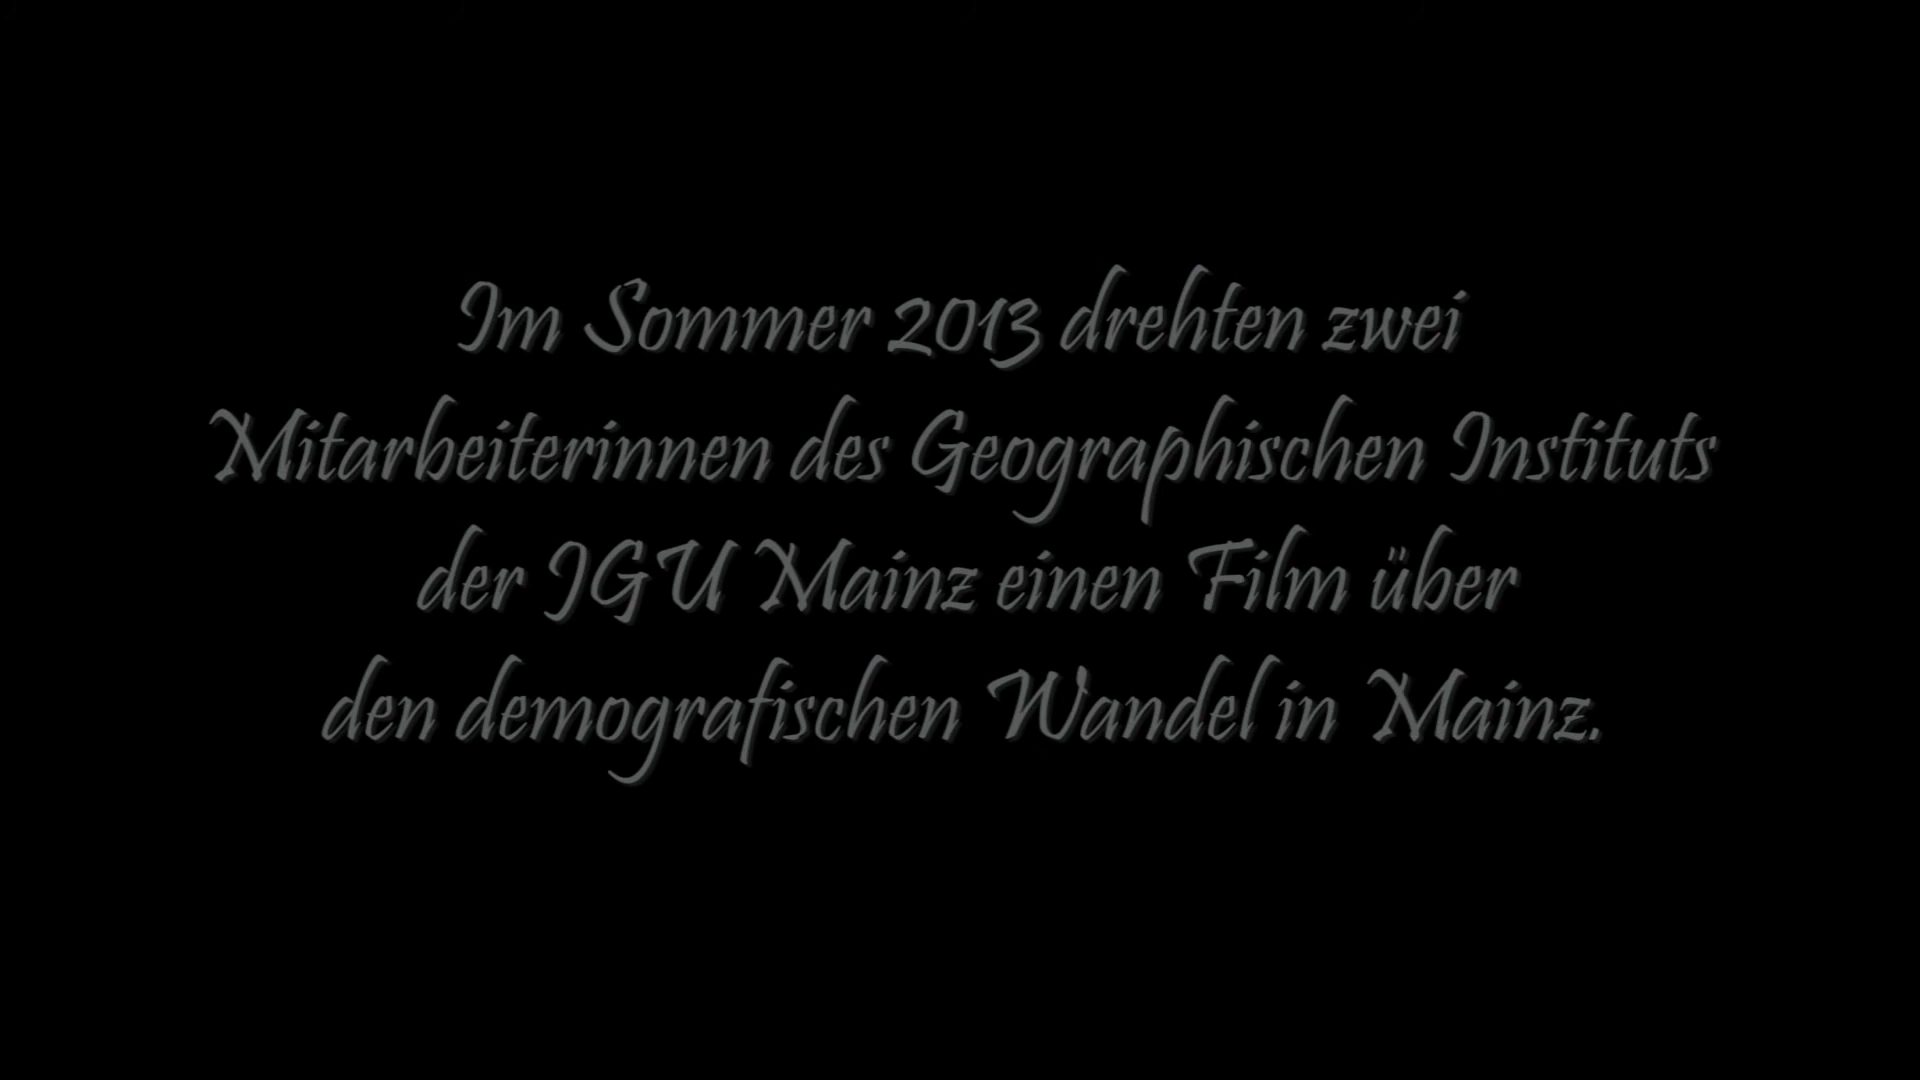 Im Sommer 2013 drehten zwei
Mitarbeiterinnen des Geographischen Instituts
der JGU Mainz einen Film über
den demografischen Wandel in Mainz.